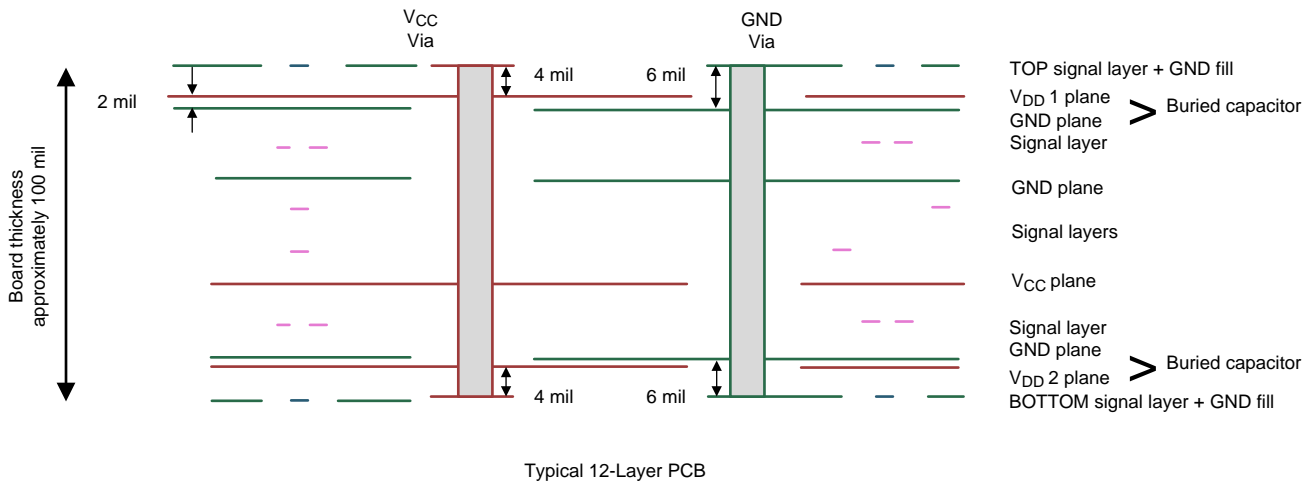 VCC
Via
GND
Via
4 mil
6 mil
2 mil
TOP signal layer + GND fill
VDD 1 plane
GND plane
> Buried capacitor
Signal layer
GND plane
Signal layers
VCC plane
Signal layer
GND plane
VDD 2 plane
> Buried capacitor
BOTTOM signal layer + GND fill
4 mil
6 mil
Board thickness
approximately 100 mil
Typical 12-Layer PCB